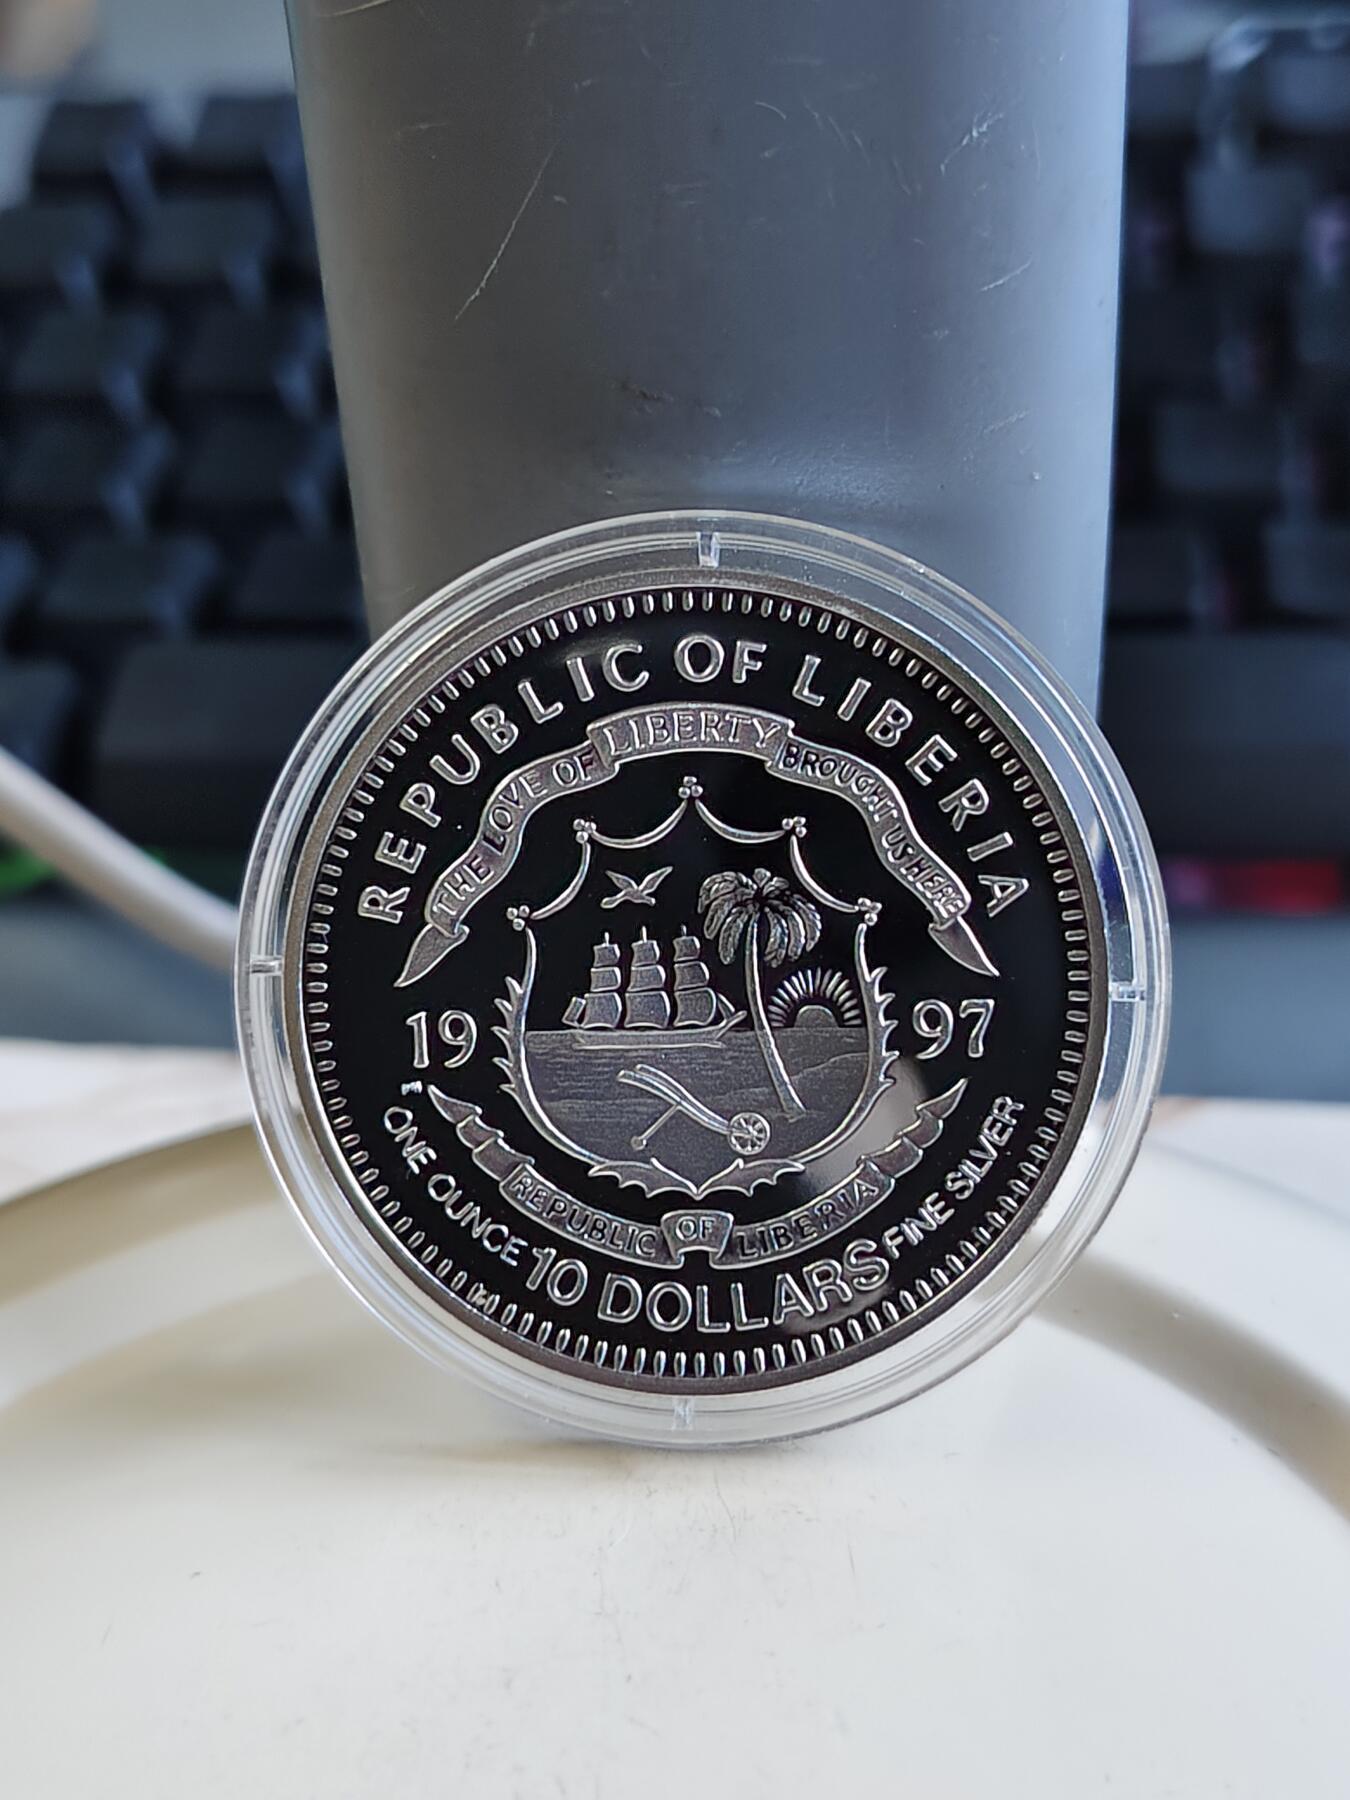 REPUBLIC OF LIBERIA
THE LOVE OF LIBERTY BROUGHT US HERE
19 97
REPUBLIC OF LIBERIA
ONE OUNCE 10 DOLLARS FINE SILVER